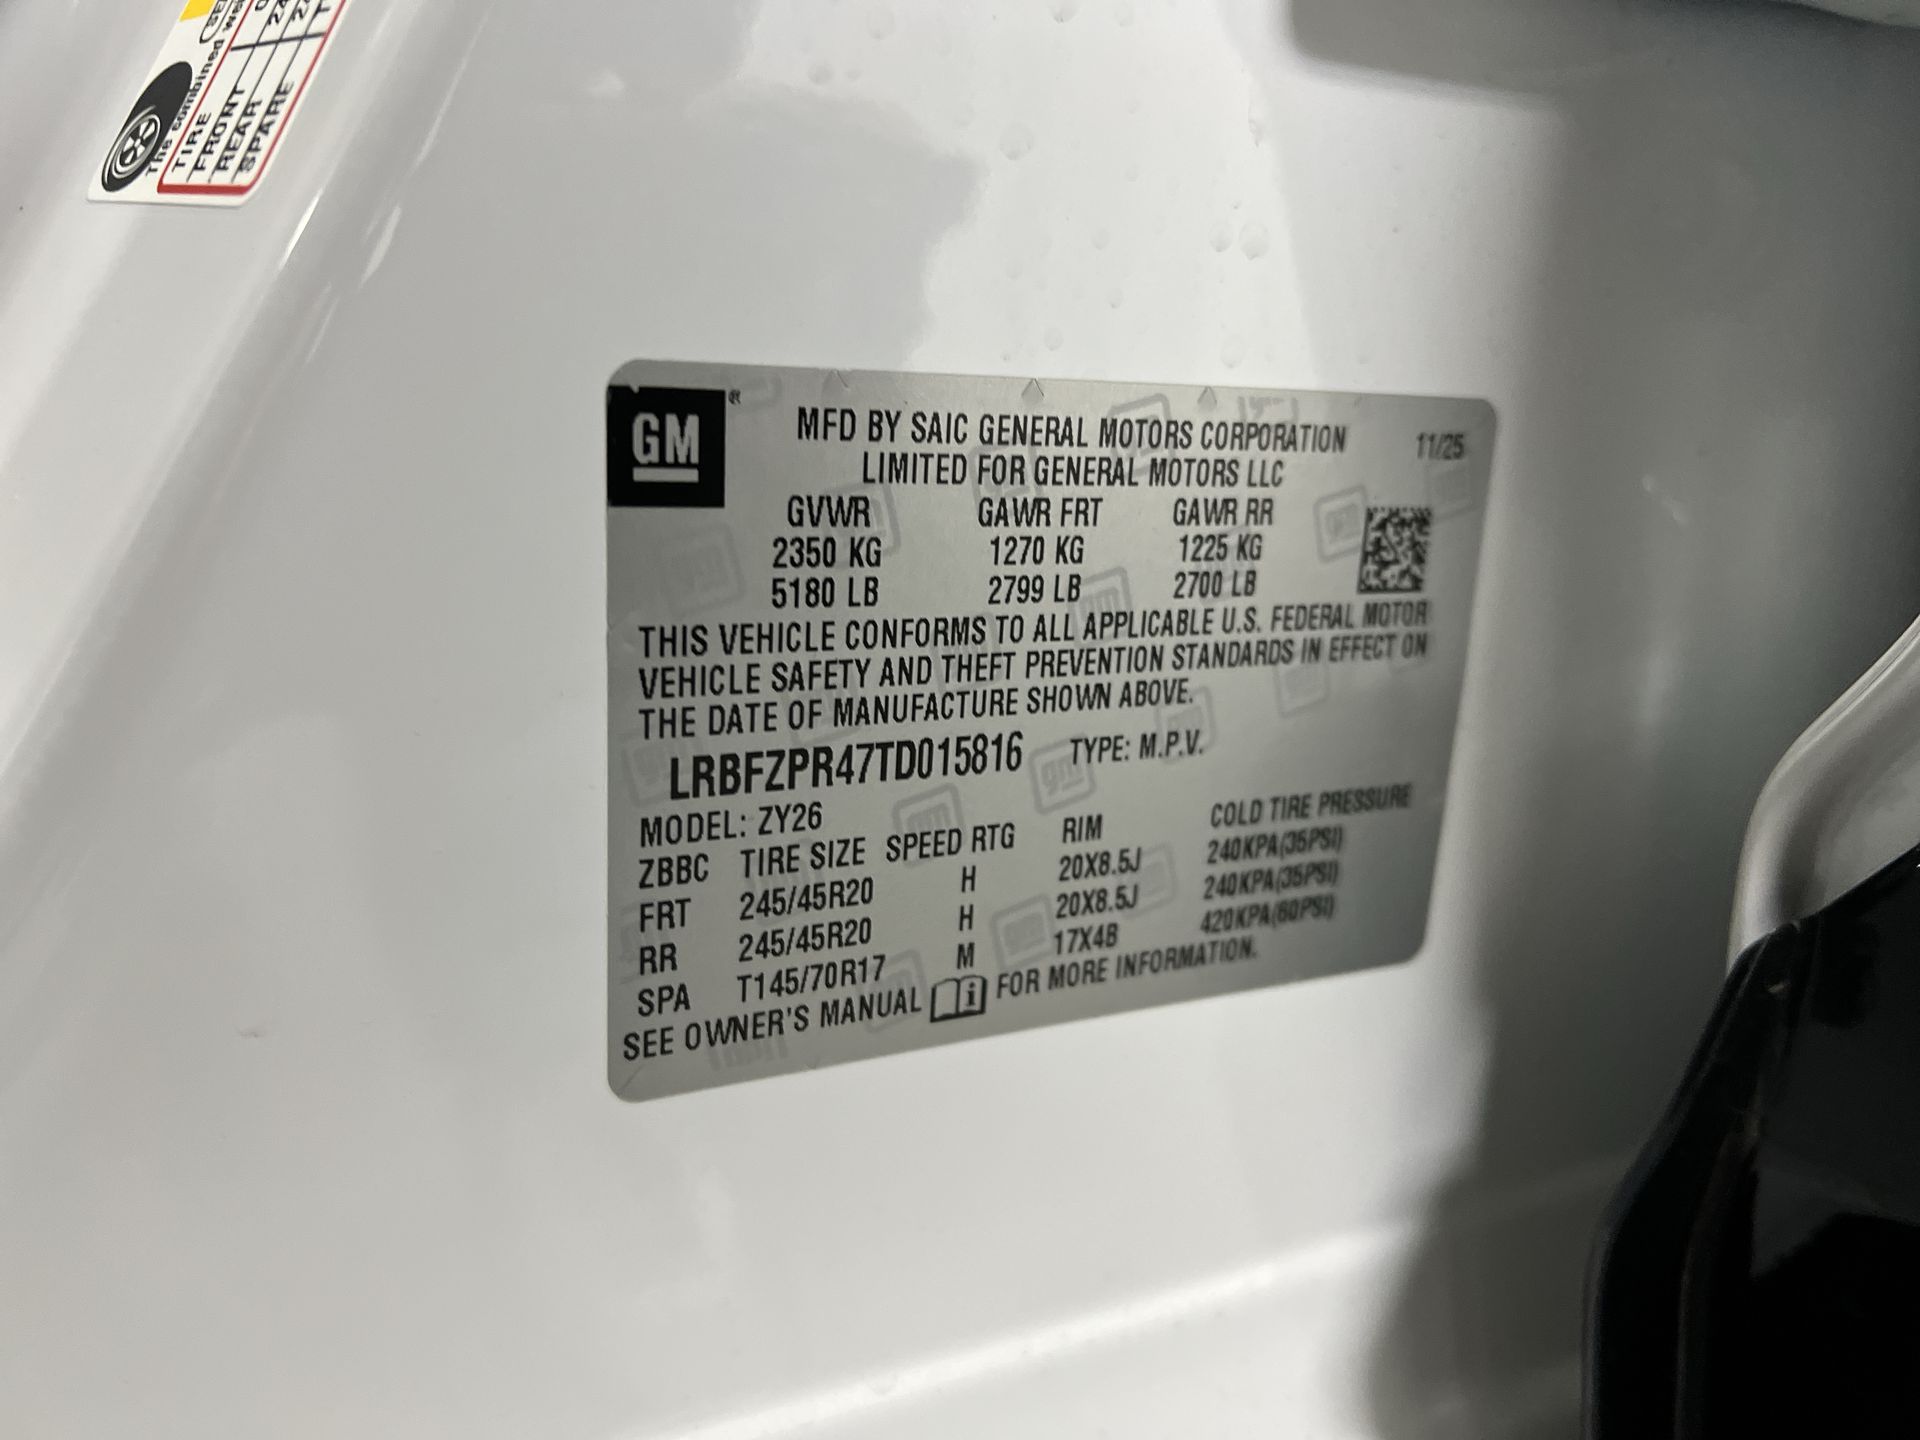 The combined
TIRE
FRONT
REAR
SPARE
GM
MFD BY SAIC GENERAL MOTORS CORPORATION 11/25
LIMITED FOR GENERAL MOTORS LLC
GVWR GAWR FRT GAWR RR
2350 KG 1270 KG 1225 KG
5180 LB 2799 LB 2700 LB
THIS VEHICLE CONFORMS TO ALL APPLICABLE U.S. FEDERAL MOTOR
VEHICLE SAFETY AND THEFT PREVENTION STANDARDS IN EFFECT ON
THE DATE OF MANUFACTURE SHOWN ABOVE.
LRBFZPR47TD015816 TYPE: M.P.V.
MODEL: ZY26
ZBBC TIRE SIZE SPEED RTG RIM COLD TIRE PRESSURE
FRT 245/45R20 H 20X8.5J 240KPA(35PSI)
RR 245/45R20 H 20X8.5J 240KPA(35PSI)
SPA T145/70R17 M 17X4B 420KPA(60PSI)
SEE OWNER'S MANUAL FOR MORE INFORMATION.